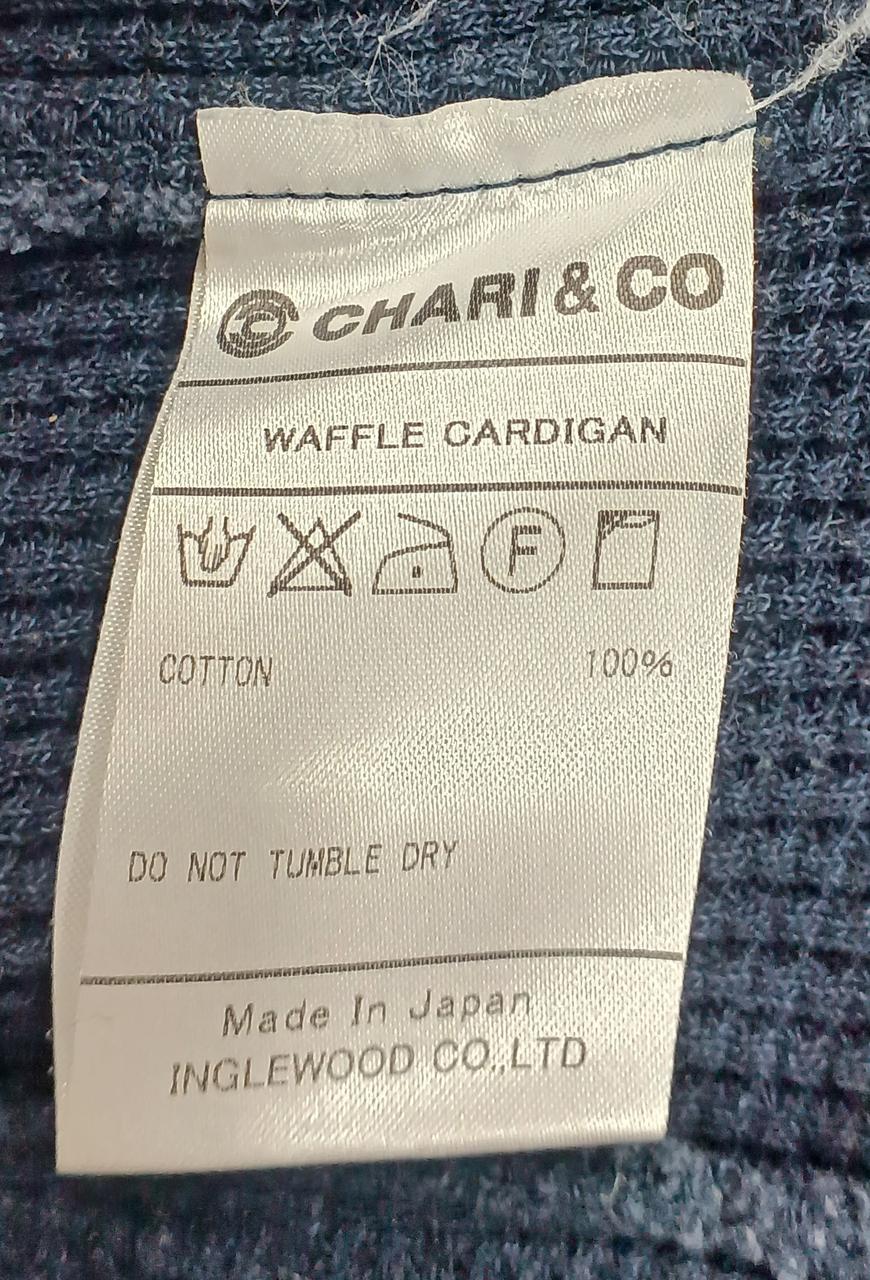 CHARI & CO
WAFFLE CARDIGAN
F
COTTON 100%
DO NOT TUMBLE DRY
Made In Japan
INGLEWOOD CO.,LTD